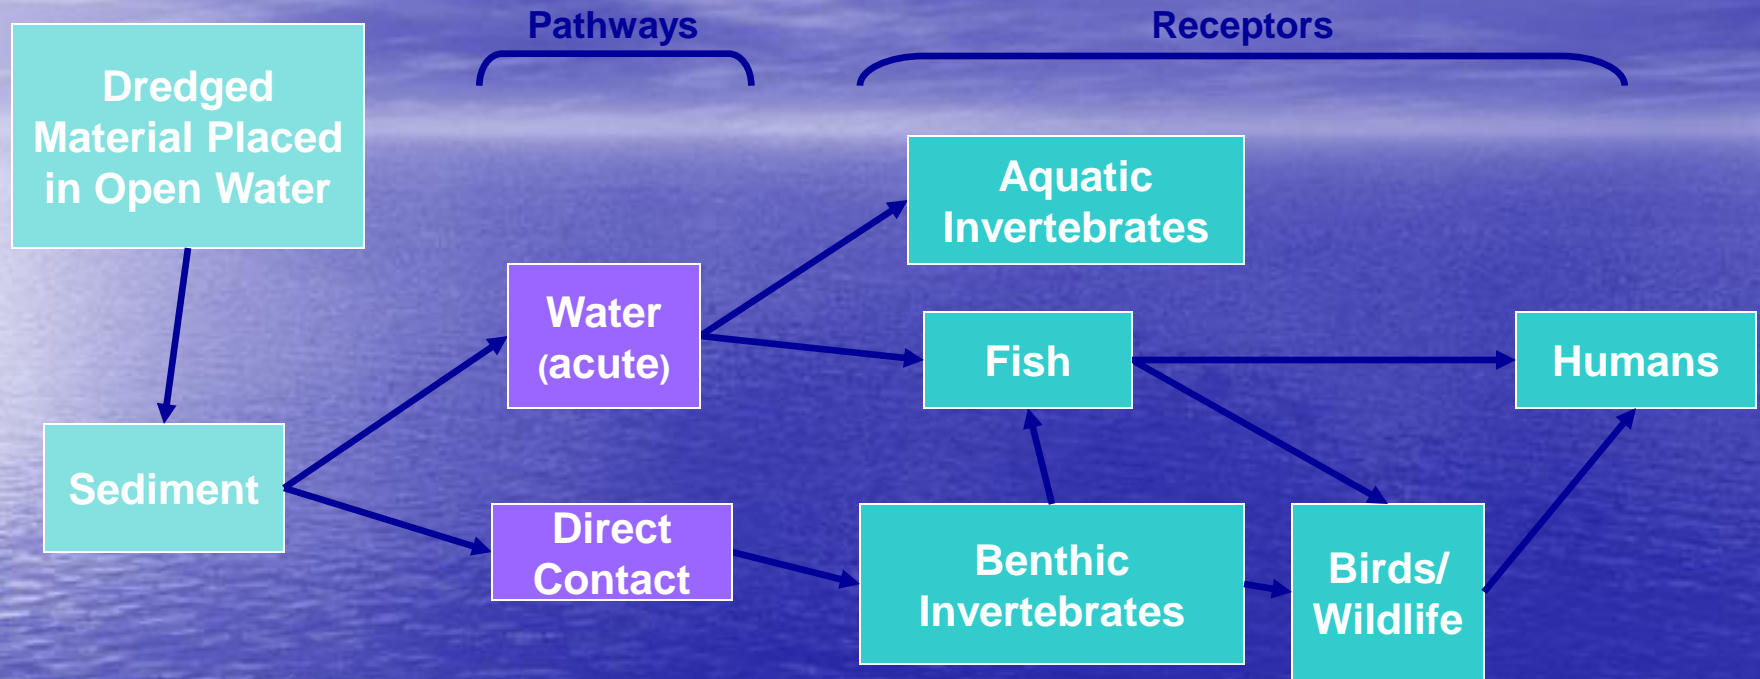 Pathways
Receptors
Dredged
Material Placed
in Open Water
Aquatic
Invertebrates
Water
(acute)
Fish
Humans
Sediment
Direct
Contact
Benthic
Invertebrates
Birds/
Wildlife